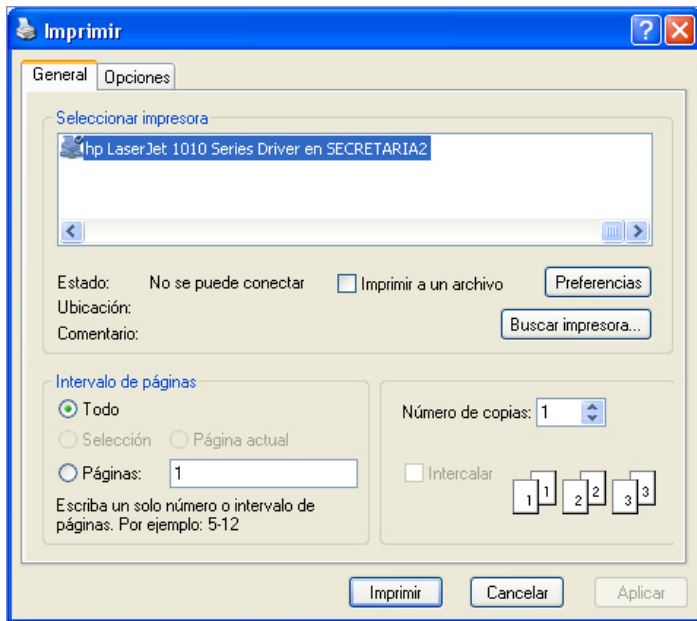 Imprimir
General
Opciones
Seleccionar impresora
hp LaserJet 1010 Series Driver en SECRETARIA2
Estado: No se puede conectar
Imprimir a un archivo
Preferencias
Ubicación:
Comentario:
Buscar impresora...
Intervalo de páginas
Todo
Selección
Página actual
Páginas: 1
Escriba un solo número o intervalo de
páginas. Por ejemplo: 5-12
Número de copias: 1
Intercalar
1 1 2 2 3 3
Imprimir
Cancelar
Aplicar